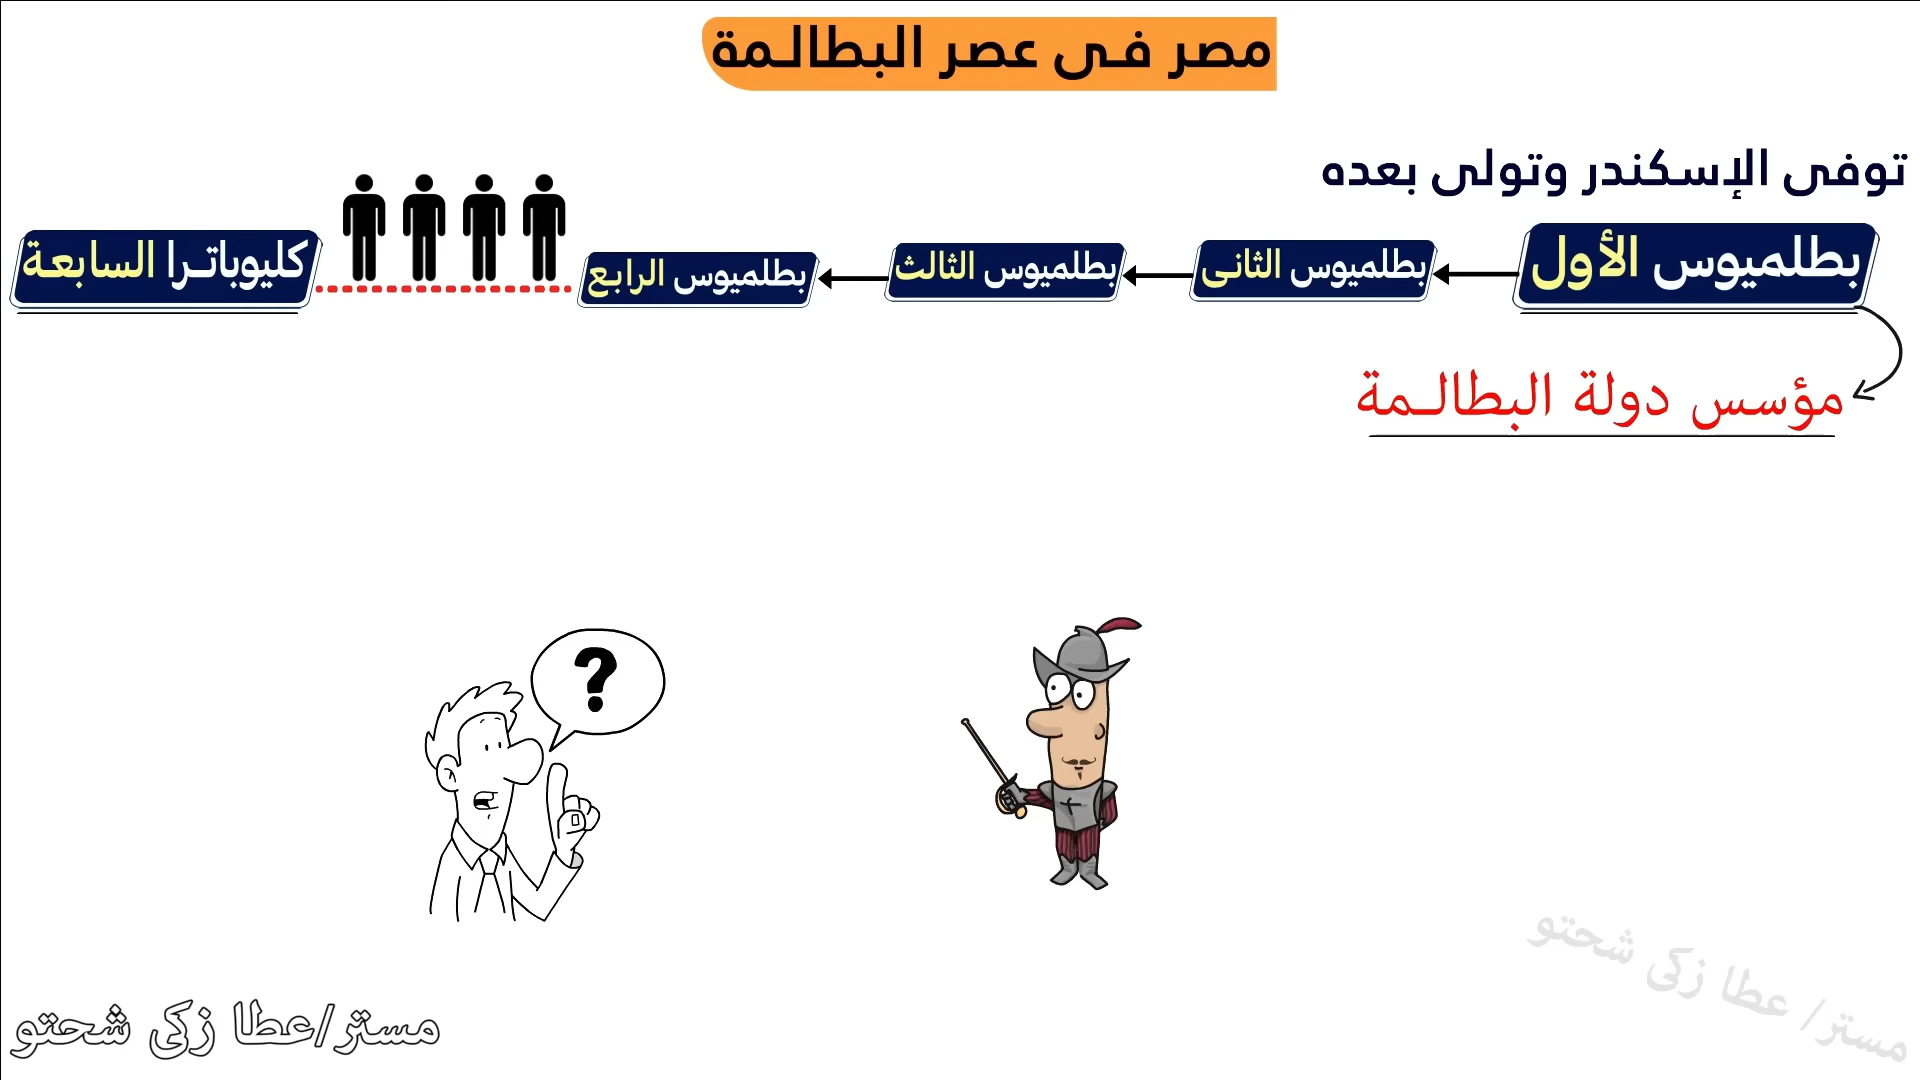 مصر فى عصر البطالـمة
توفى الإسكندر وتولى بعده
بطلميوس الأول
بطلميوس الثانى
بطلميوس الثالث
بطلميوس الرابع
كليوباتـرا السابعة
مؤسس دولة البطالـمة
?
مستر/عطا زكى شحتو
مستر/ عطا زكى شحتو